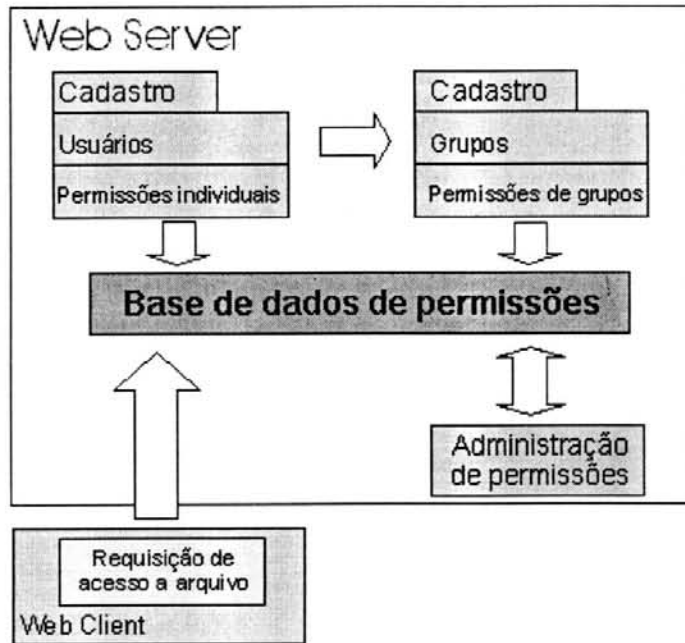 Web Server
Cadastro
Usuários
Permissões individuais
Cadastro
Grupos
Permissões de grupos
Base de dados de permissões
Administração
de permissões
Requisição de
acesso a arquivo
Web Client